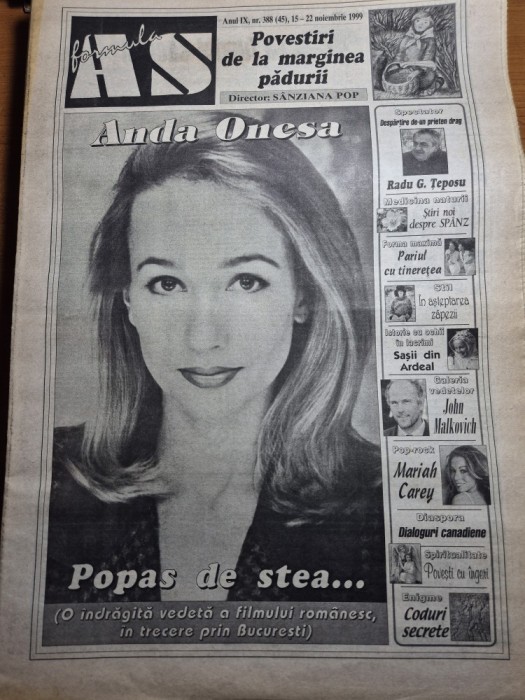 formula
AS
Anul IX, nr. 388 (45), 15 – 22 noiembrie 1999
Povestiri
de la marginea
pădurii
Director: SÂNZIANA POP
Anda Onesa
Popas de stea...
(O îndrăgită vedetă a filmului românesc,
în trecere prin București)
Spectator
Despărțire de-un prieten drag
Radu G. Țeposu
Medicina naturii
Știri noi
despre SPÂNZ
Forma maximă
Pariul
cu tinerețea
Stil
În așteptarea
zăpezii
Istorie cu ochii
în lacrimi
Sașii din
Ardeal
Galeria
vedetelor
John
Malkovich
Pop-rock
Mariah
Carey
Diaspora
Dialoguri canadiene
Spiritualitate
Povești cu îngeri
Enigme
Coduri
secrete